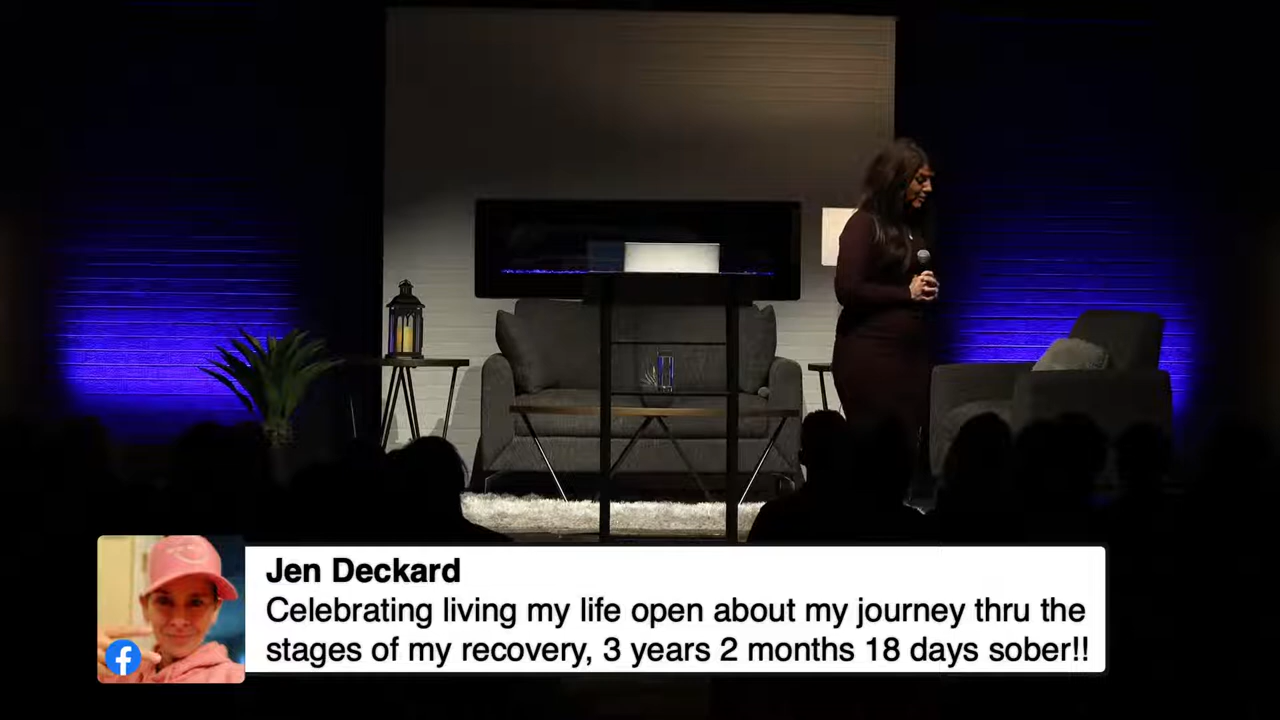 Jen Deckard
Celebrating living my life open about my journey thru the
stages of my recovery, 3 years 2 months 18 days sober!!